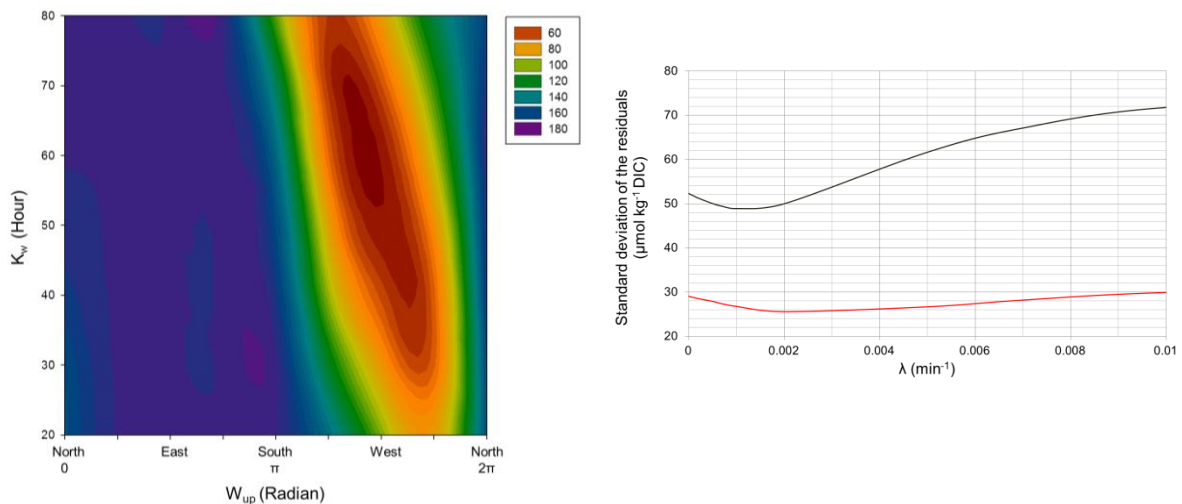 80
70
60
50
40
30
20
K_w (Hour)
North
0
East
South
π
West
North
2π
W_up (Radian)
60
80
100
120
140
160
180
80
70
60
50
40
30
20
Standard deviation of the residuals
(µmol kg⁻¹ DIC)
0
0.002
0.004
0.006
0.008
0.01
λ (min⁻¹)